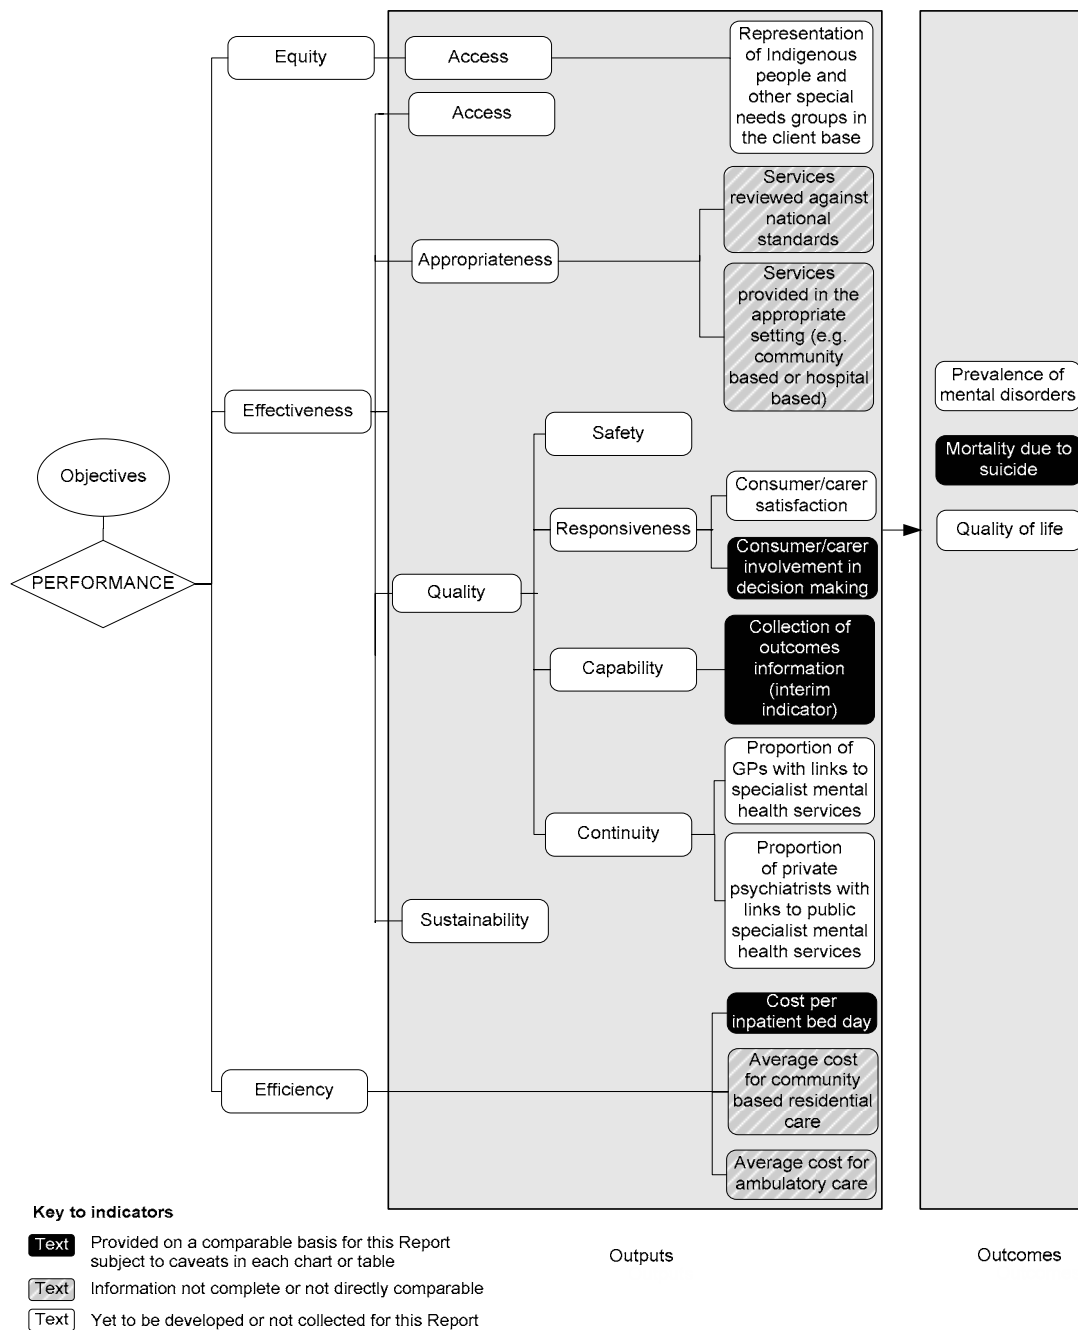 Equity
Access
Representation
of Indigenous
people and
other special
needs groups in
the client base
Access
Services
reviewed against
national
standards
Appropriateness
Services
provided in the
appropriate
setting (e.g.
community
based or hospital
based)
Effectiveness
Prevalence of
mental disorders
Safety
Mortality due to
suicide
Objectives
Consumer/carer
satisfaction
Responsiveness
Quality of life
Consumer/carer
involvement in
decision making
PERFORMANCE
Quality
Collection of
outcomes
information
(interim
indicator)
Capability
Proportion of
GPs with links to
specialist mental
health services
Continuity
Proportion
of private
psychiatrists with
links to public
specialist mental
health services
Sustainability
Cost per
inpatient bed day
Efficiency
Average cost
for community
based residential
care
Average cost for
ambulatory care
Key to indicators
Text Provided on a comparable basis for this Report
subject to caveats in each chart or table
Text Information not complete or not directly comparable
Text Yet to be developed or not collected for this Report
Outputs
Outcomes